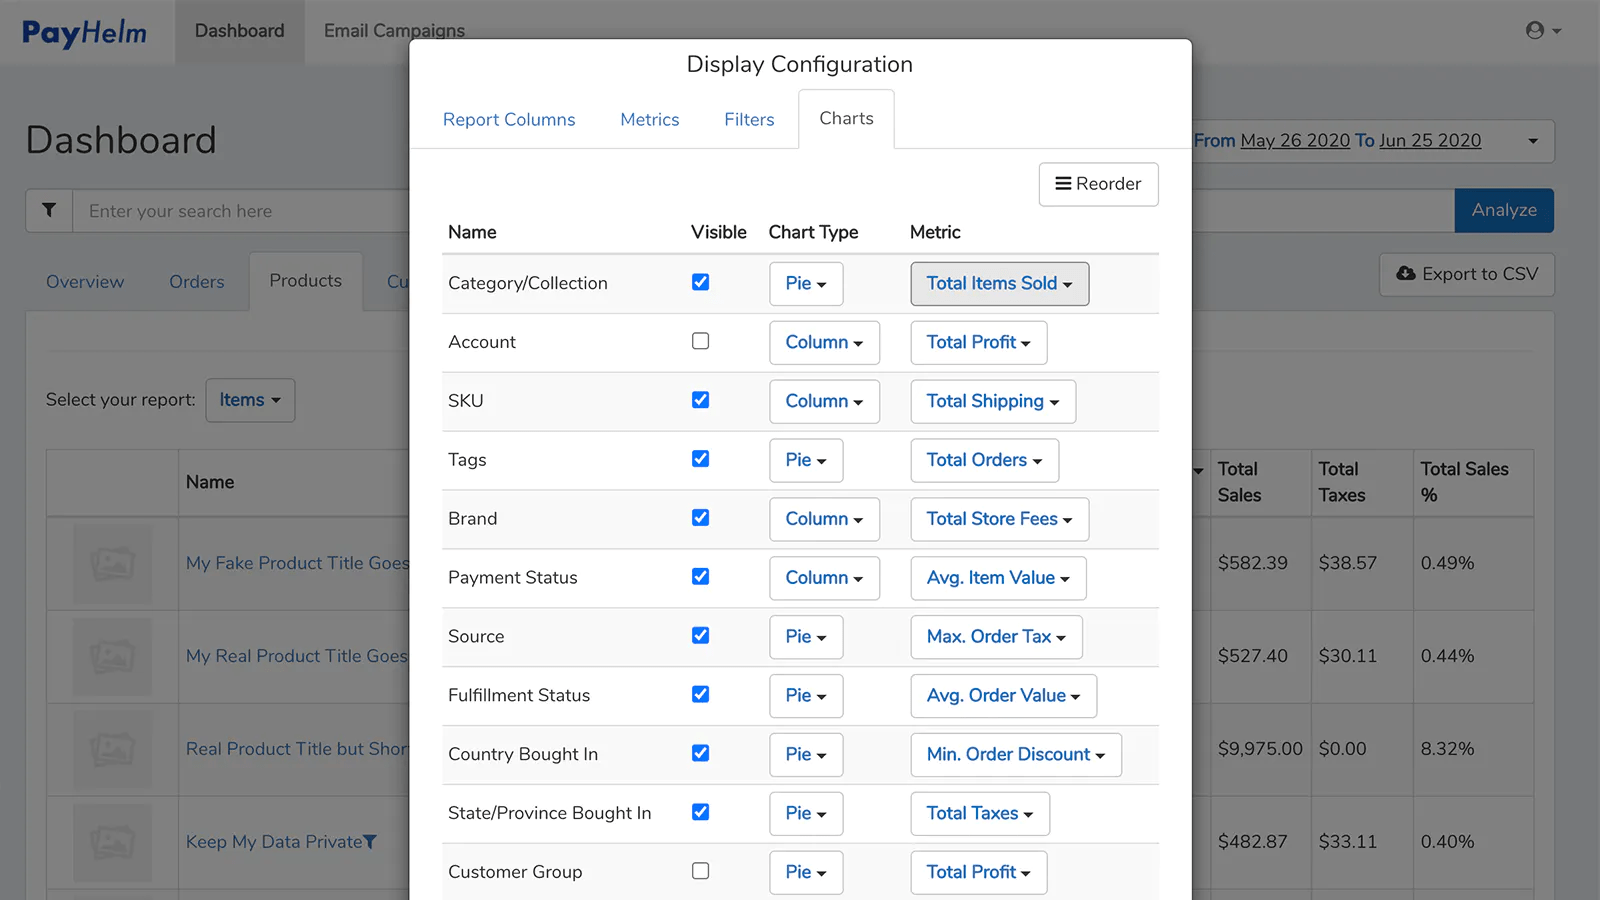 PayHelm
Dashboard
Email Campaigns
Display Configuration
Report Columns
Metrics
Filters
Charts
Dashboard
From May 26 2020 To Jun 25 2020
Reorder
Enter your search here
Analyze
Name Visible Chart Type Metric
Overview
Orders
Products
Cu
Export to CSV
Category/Collection Pie Total Items Sold
Account Column Total Profit
SKU Column Total Shipping
Tags Pie Total Orders
Brand Column Total Store Fees
Payment Status Column Avg. Item Value
Source Pie Max. Order Tax
Fulfillment Status Pie Avg. Order Value
Country Bought In Pie Min. Order Discount
State/Province Bought In Pie Total Taxes
Customer Group Pie Total Profit
Select your report: Items
Name
Total
Sales
Total
Taxes
Total Sales
%
My Fake Product Title Goes
$582.39 $38.57 0.49%
My Real Product Title Goes
$527.40 $30.11 0.44%
Real Product Title but Shor
$9,975.00 $0.00 8.32%
Keep My Data Private
$482.87 $33.11 0.40%